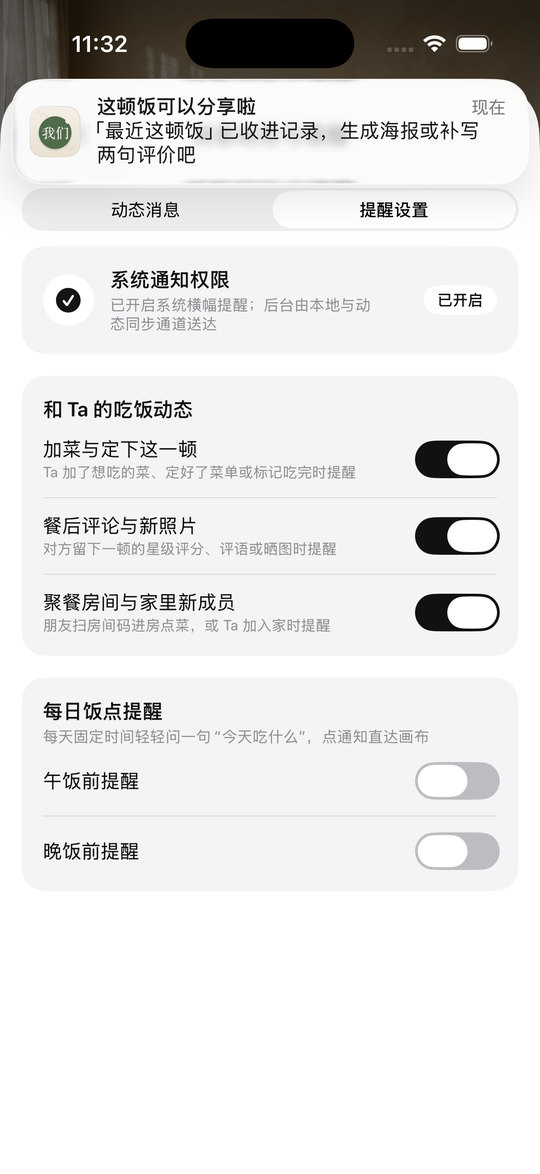 11:32
这顿饭可以分享啦
现在
我们
「最近这顿饭」已收进记录，生成海报或补写
两句评价吧
动态消息
提醒设置
系统通知权限
已开启系统横幅提醒；后台由本地与动
态同步通道送达
已开启
和 Ta 的吃饭动态
加菜与定下这一顿
Ta 加了想吃的菜、定好了菜单或标记吃完时提醒
餐后评论与新照片
对方留下一顿的星级评分、评语或晒图时提醒
聚餐房间与家里新成员
朋友扫房间码进房点菜，或 Ta 加入家时提醒
每日饭点提醒
每天固定时间轻轻问一句“今天吃什么”，点通知直达画布
午饭前提醒
晚饭前提醒